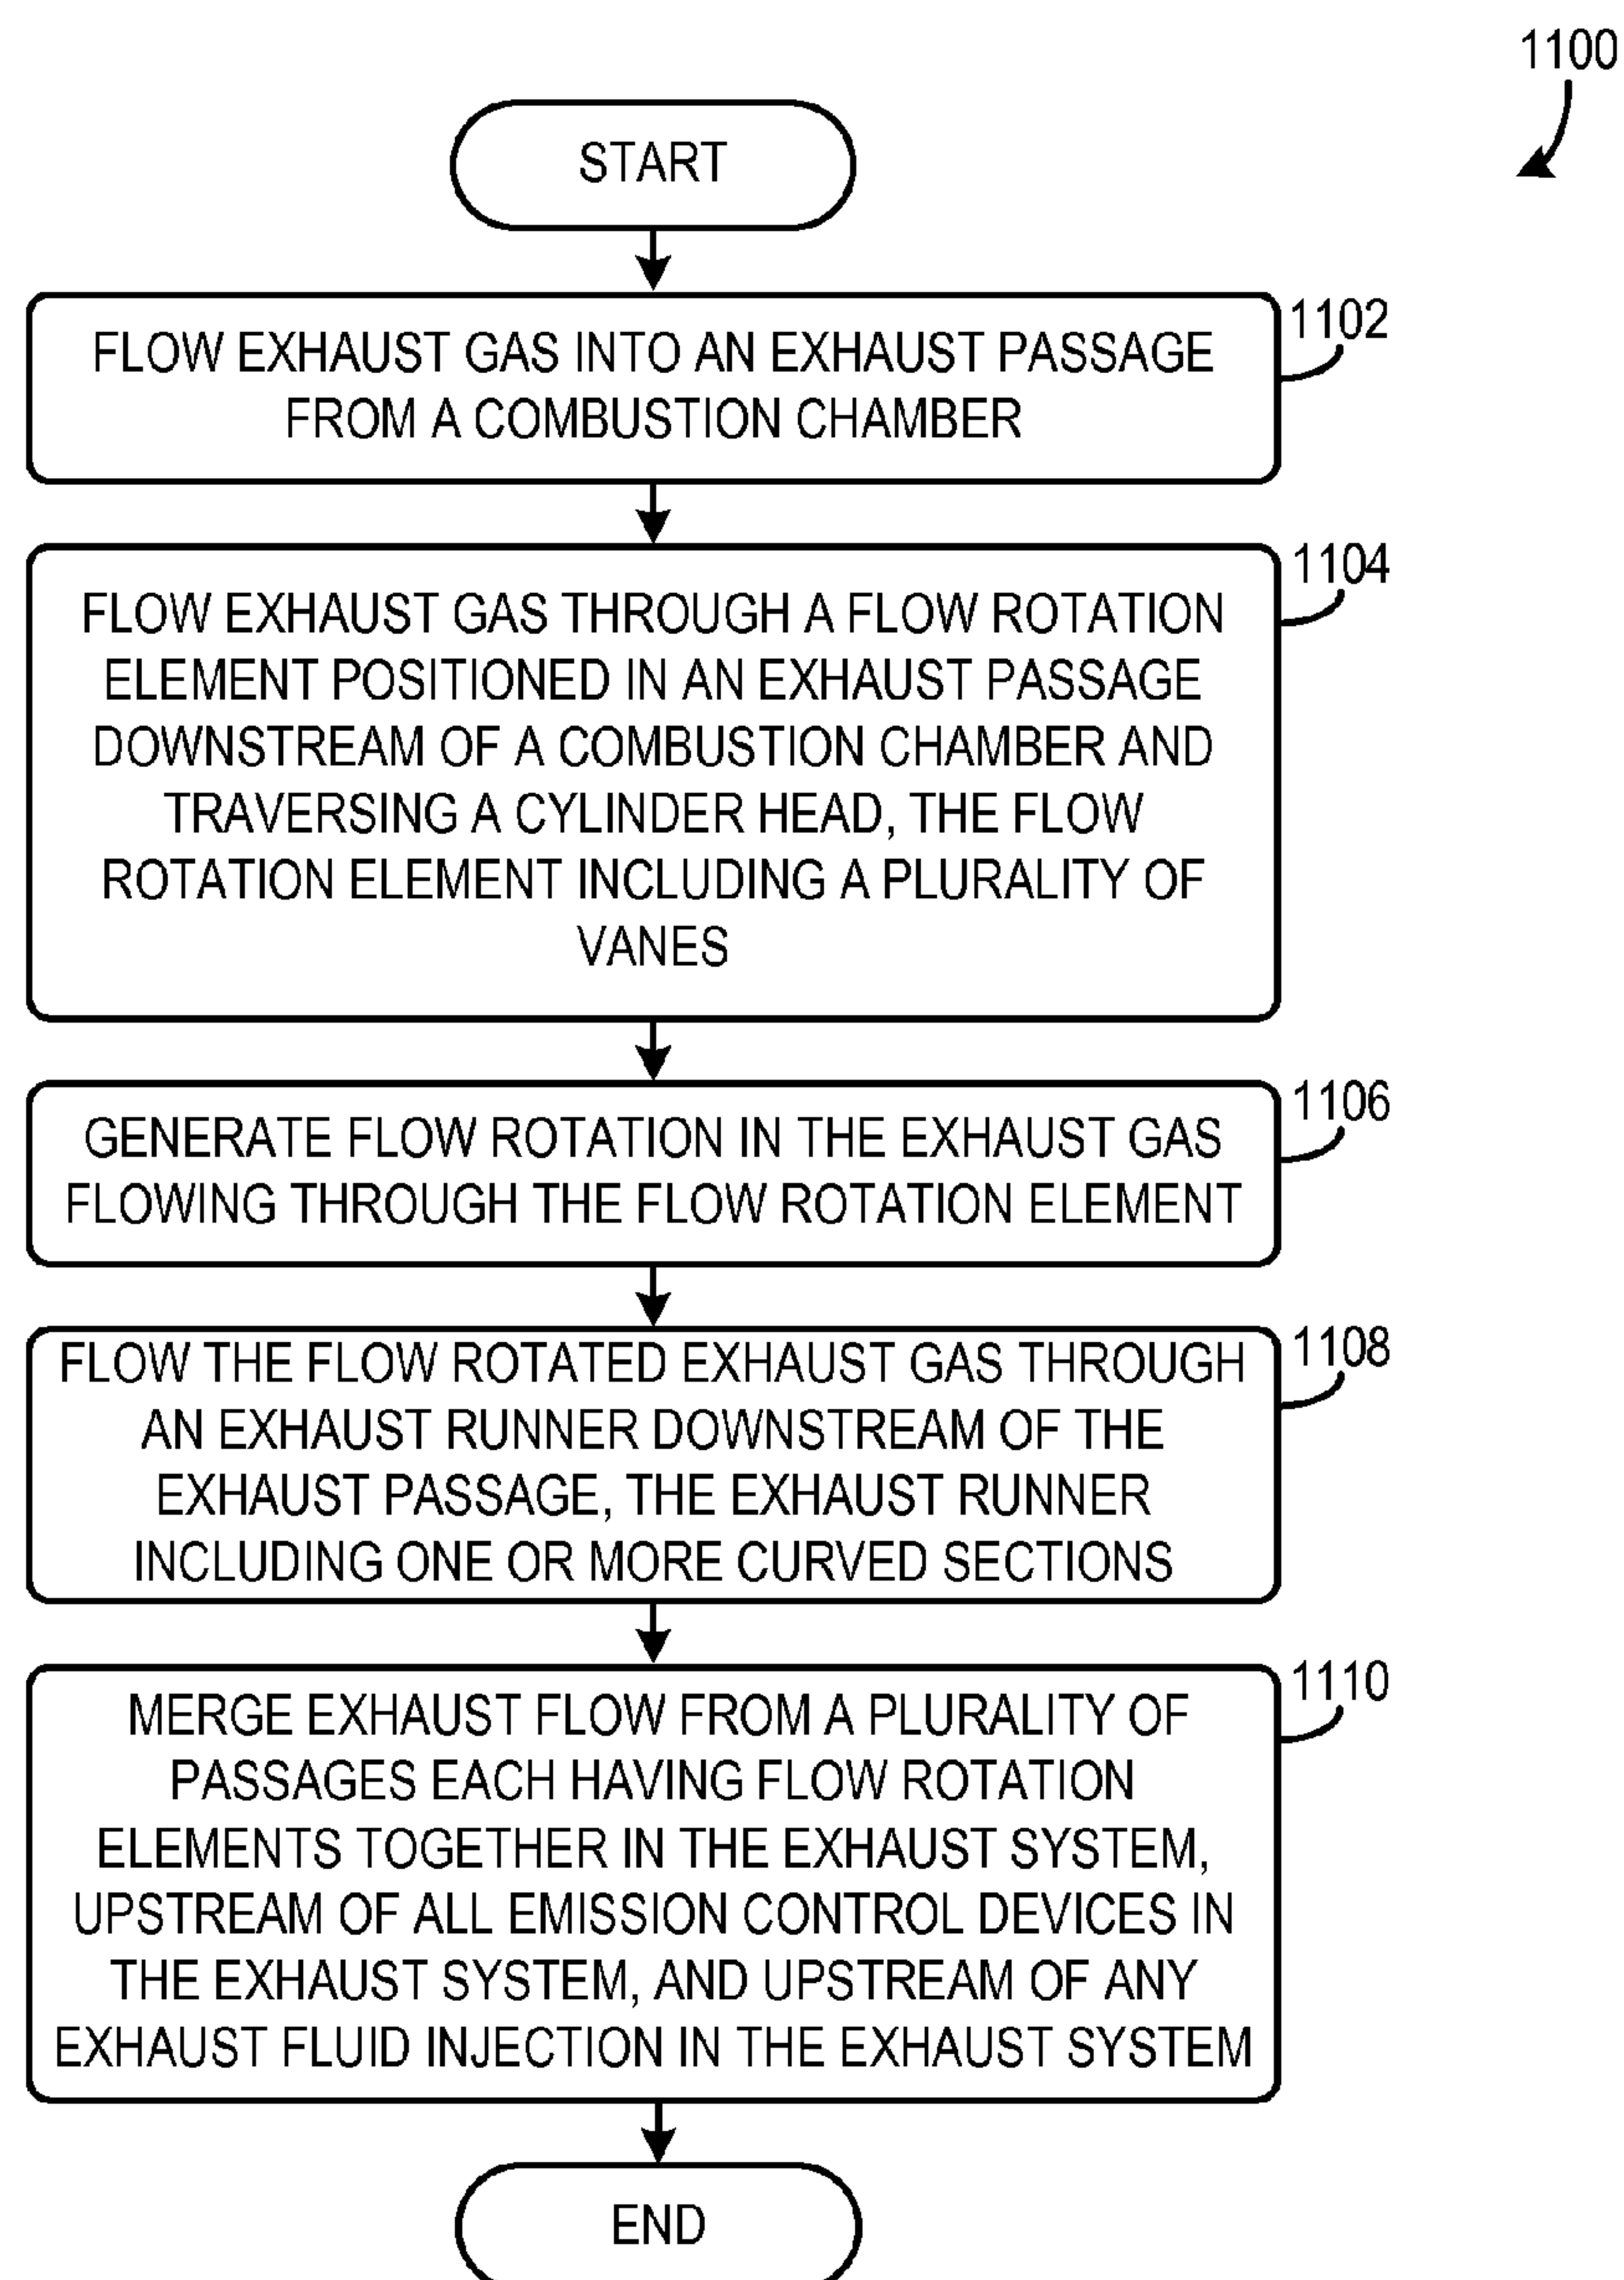 1100
START
1102
FLOW EXHAUST GAS INTO AN EXHAUST PASSAGE
FROM A COMBUSTION CHAMBER
1104
FLOW EXHAUST GAS THROUGH A FLOW ROTATION
ELEMENT POSITIONED IN AN EXHAUST PASSAGE
DOWNSTREAM OF A COMBUSTION CHAMBER AND
TRAVERSING A CYLINDER HEAD, THE FLOW
ROTATION ELEMENT INCLUDING A PLURALITY OF
VANES
1106
GENERATE FLOW ROTATION IN THE EXHAUST GAS
FLOWING THROUGH THE FLOW ROTATION ELEMENT
1108
FLOW THE FLOW ROTATED EXHAUST GAS THROUGH
AN EXHAUST RUNNER DOWNSTREAM OF THE
EXHAUST PASSAGE, THE EXHAUST RUNNER
INCLUDING ONE OR MORE CURVED SECTIONS
1110
MERGE EXHAUST FLOW FROM A PLURALITY OF
PASSAGES EACH HAVING FLOW ROTATION
ELEMENTS TOGETHER IN THE EXHAUST SYSTEM,
UPSTREAM OF ALL EMISSION CONTROL DEVICES IN
THE EXHAUST SYSTEM, AND UPSTREAM OF ANY
EXHAUST FLUID INJECTION IN THE EXHAUST SYSTEM
END